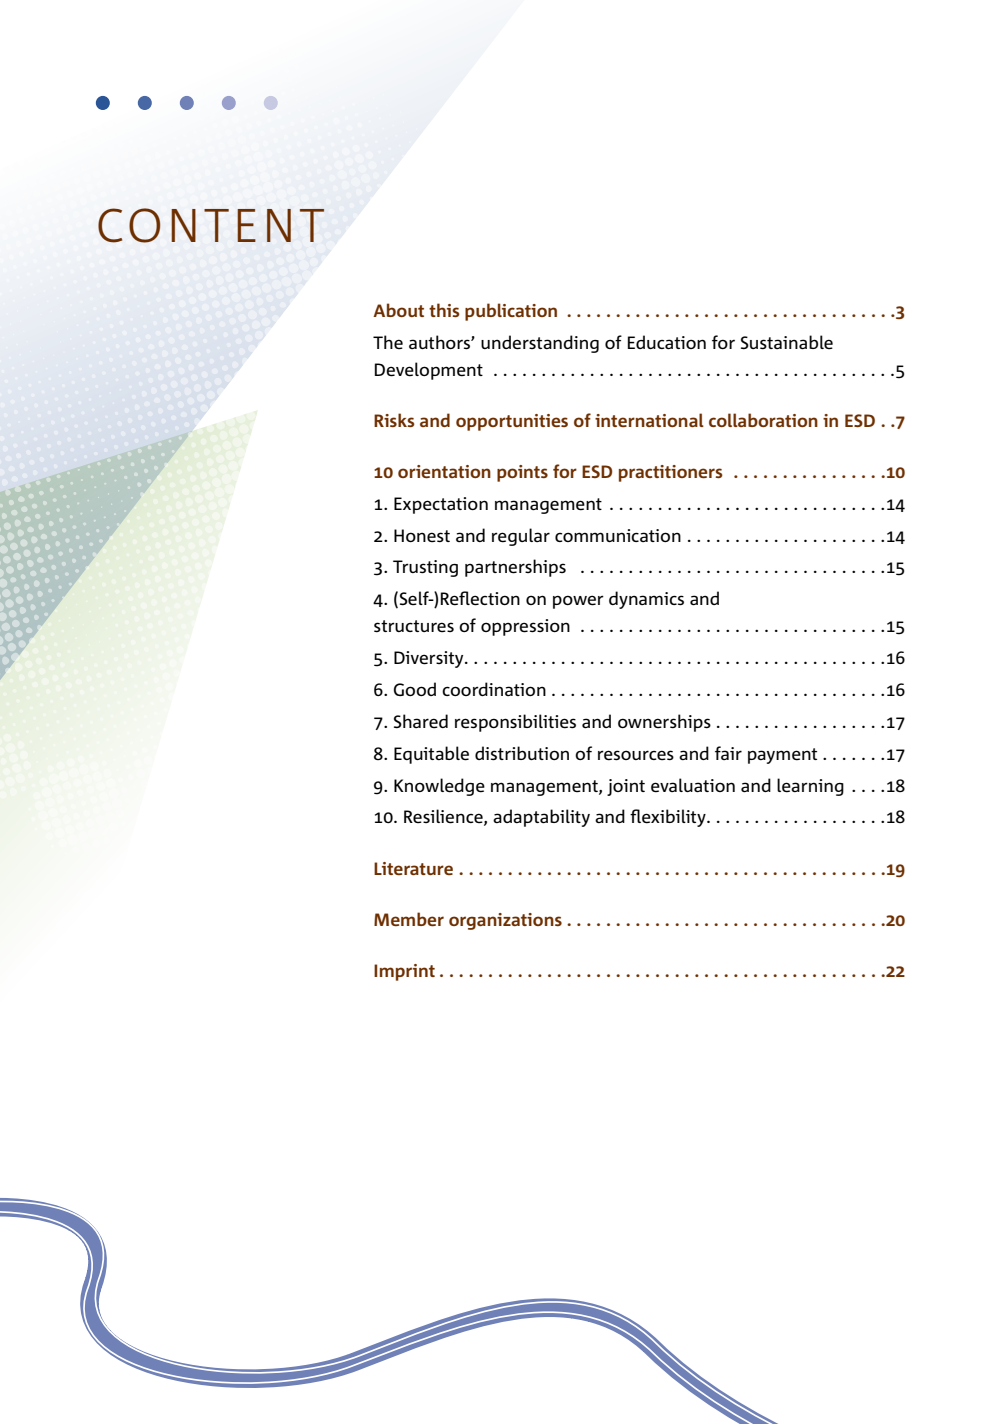 CONTENT
About this publication . . . . . . . . . . . . . . . . . . . . . . . . . . . . . . . . . .3
The authors’ understanding of Education for Sustainable
Development . . . . . . . . . . . . . . . . . . . . . . . . . . . . . . . . . . . . . . . . .5
Risks and opportunities of international collaboration in ESD . .7
10 orientation points for ESD practitioners . . . . . . . . . . . . . . . .10
1. Expectation management . . . . . . . . . . . . . . . . . . . . . . . . . . . .14
2. Honest and regular communication . . . . . . . . . . . . . . . . . . . .14
3. Trusting partnerships . . . . . . . . . . . . . . . . . . . . . . . . . . . . . . .15
4. (Self-)Reflection on power dynamics and
structures of oppression . . . . . . . . . . . . . . . . . . . . . . . . . . . . . . .15
5. Diversity. . . . . . . . . . . . . . . . . . . . . . . . . . . . . . . . . . . . . . . . . . .16
6. Good coordination . . . . . . . . . . . . . . . . . . . . . . . . . . . . . . . . . .16
7. Shared responsibilities and ownerships . . . . . . . . . . . . . . . . . .17
8. Equitable distribution of resources and fair payment . . . . . . .17
9. Knowledge management, joint evaluation and learning . . . .18
10. Resilience, adaptability and flexibility. . . . . . . . . . . . . . . . . . .18
Literature . . . . . . . . . . . . . . . . . . . . . . . . . . . . . . . . . . . . . . . . . . . .19
Member organizations . . . . . . . . . . . . . . . . . . . . . . . . . . . . . . . . .20
Imprint . . . . . . . . . . . . . . . . . . . . . . . . . . . . . . . . . . . . . . . . . . . . . .22